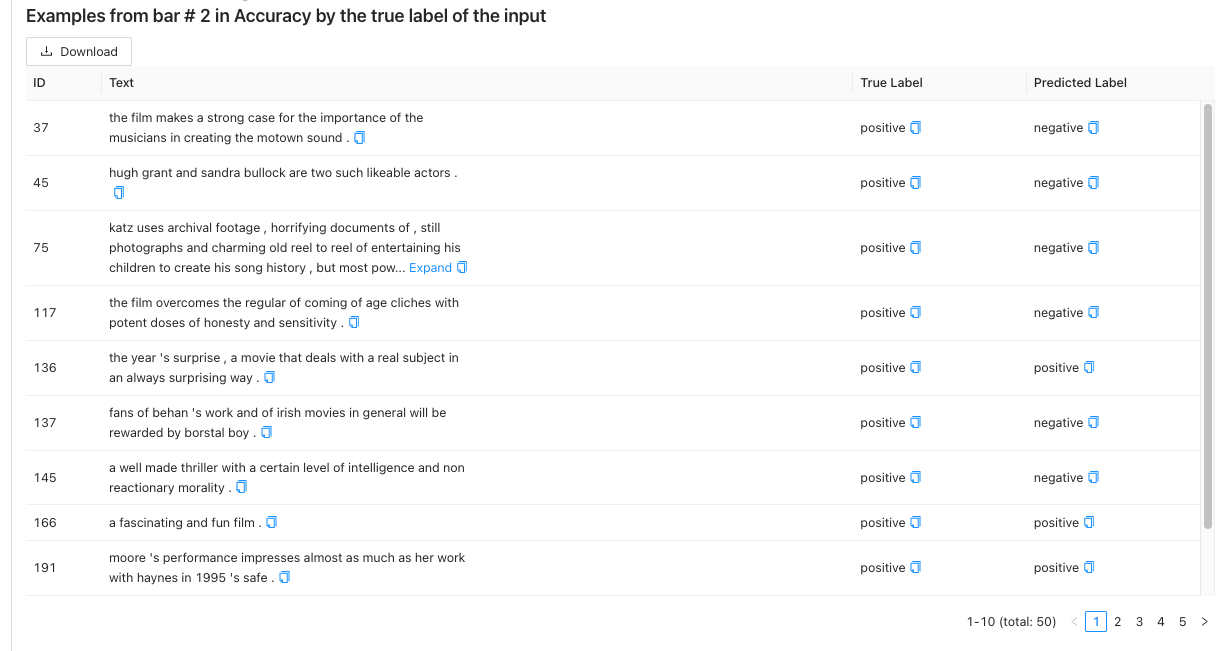 Examples from bar # 2 in Accuracy by the true label of the input
Download
ID Text True Label Predicted Label
37 the film makes a strong case for the importance of the musicians in creating the motown sound . positive negative
45 hugh grant and sandra bullock are two such likeable actors . positive negative
75 katz uses archival footage , horrifying documents of , still photographs and charming old reel to reel of entertaining his children to create his song history , but most pow... Expand positive negative
117 the film overcomes the regular of coming of age cliches with potent doses of honesty and sensitivity . positive negative
136 the year 's surprise , a movie that deals with a real subject in an always surprising way . positive positive
137 fans of behan 's work and of irish movies in general will be rewarded by borstal boy . positive negative
145 a well made thriller with a certain level of intelligence and non reactionary morality . positive negative
166 a fascinating and fun film . positive positive
191 moore 's performance impresses almost as much as her work with haynes in 1995 's safe . positive positive
1-10 (total: 50) < 1 2 3 4 5 >